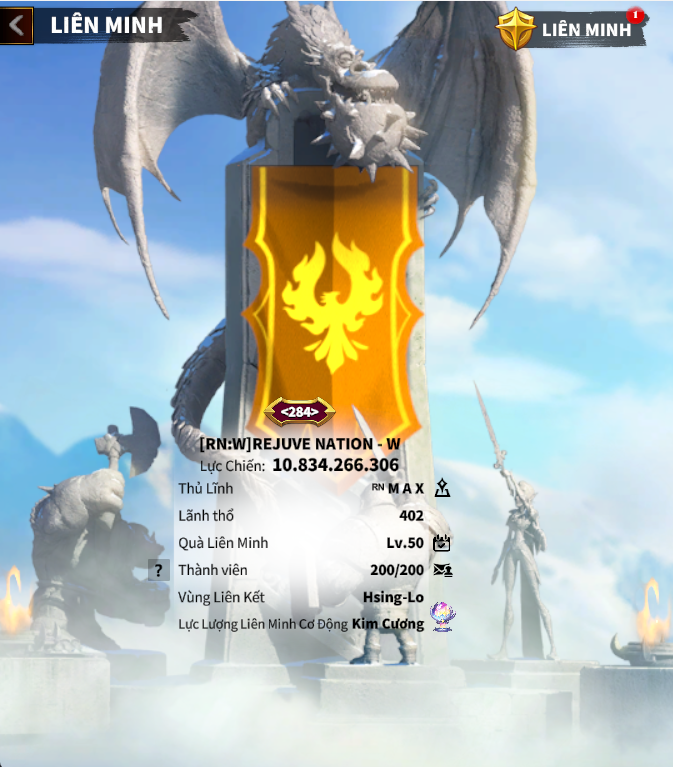 LIÊN MINH
1
LIÊN MINH
<284>
[RN:W]REJUVE NATION - W
Lực Chiến: 10.834.266.306
Thủ Lĩnh ᴿᴺ M A X
Lãnh thổ 402
Quà Liên Minh Lv.50
? Thành viên 200/200
Vùng Liên Kết Hsing-Lo
Lực Lượng Liên Minh Cơ Động Kim Cương